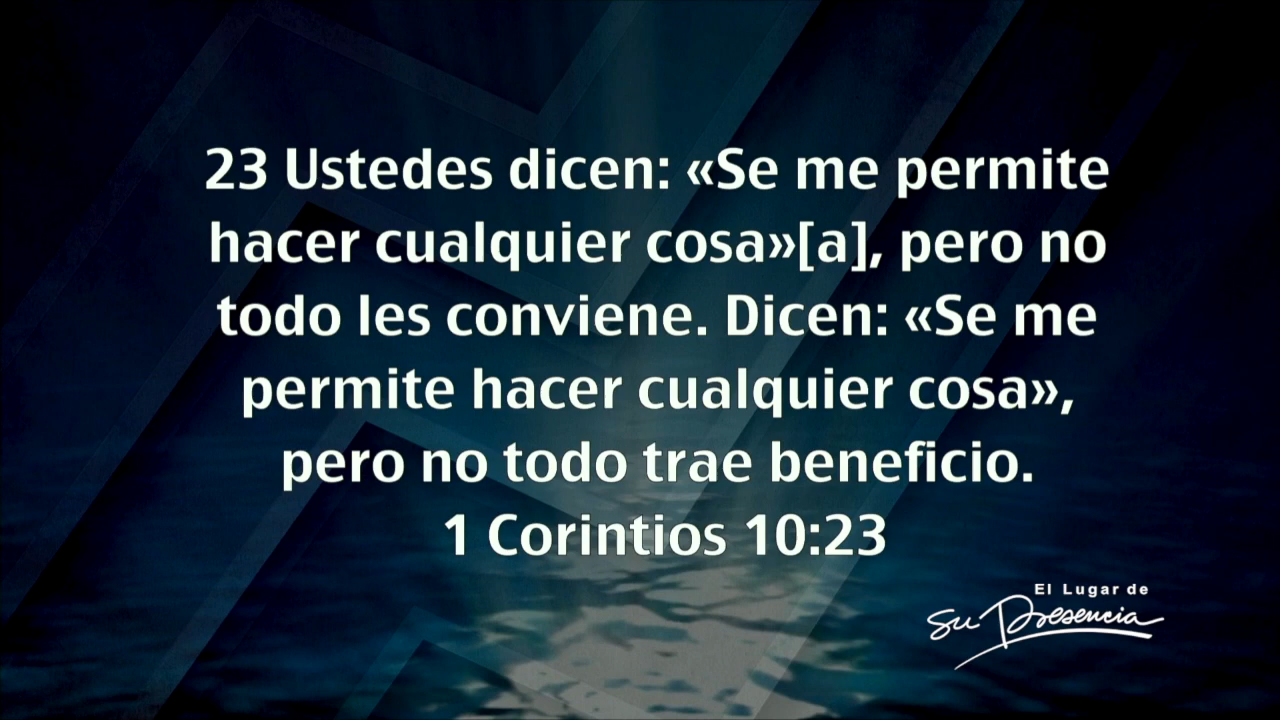 23 Ustedes dicen: «Se me permite
hacer cualquier cosa»[a], pero no
todo les conviene. Dicen: «Se me
permite hacer cualquier cosa»,
pero no todo trae beneficio.
1 Corintios 10:23
El Lugar de
Su Presencia